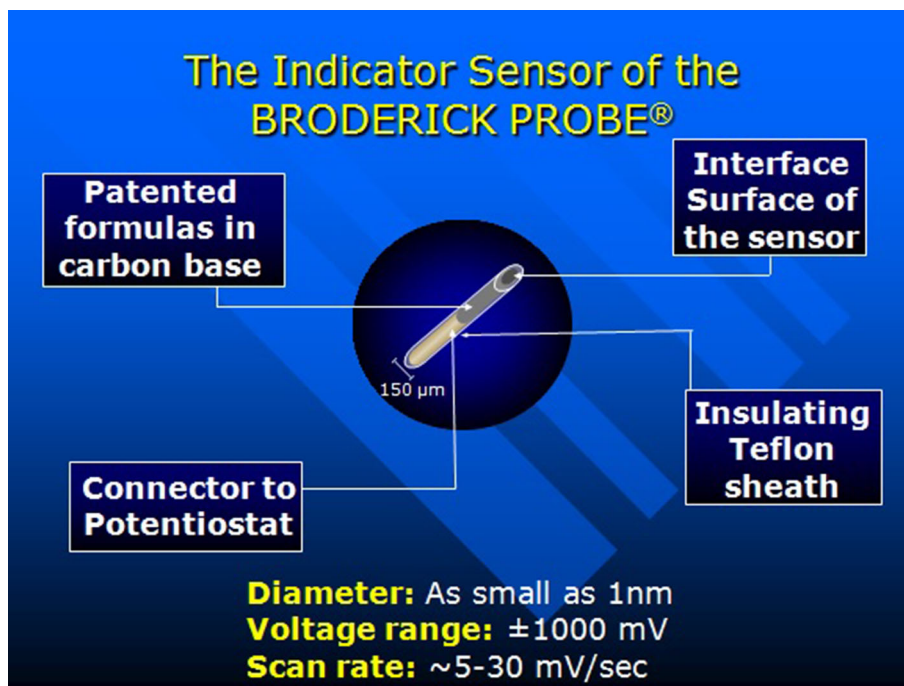 The Indicator Sensor of the
BRODERICK PROBE®
Patented
formulas in
carbon base
Interface
Surface of
the sensor
150 µm
Insulating
Teflon
sheath
Connector to
Potentiostat
Diameter: As small as 1nm
Voltage range: ±1000 mV
Scan rate: ~5-30 mV/sec